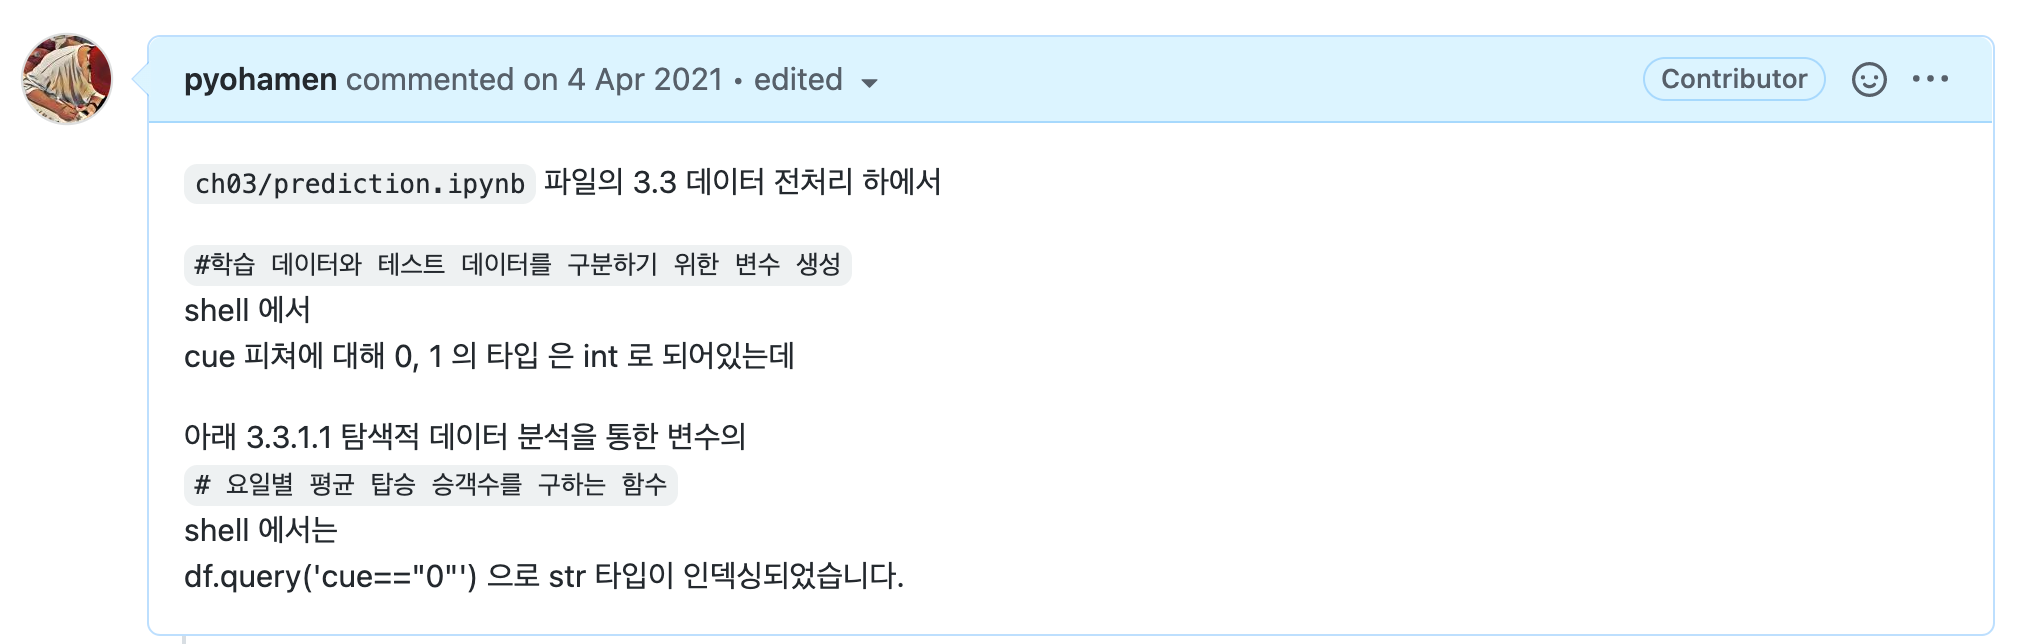 pyohamen commented on 4 Apr 2021 • edited Contributor
ch03/prediction.ipynb 파일의 3.3 데이터 전처리 하에서
#학습 데이터와 테스트 데이터를 구분하기 위한 변수 생성
shell 에서
cue 피쳐에 대해 0, 1 의 타입 은 int 로 되어있는데
아래 3.3.1.1 탐색적 데이터 분석을 통한 변수의
# 요일별 평균 탑승 승객수를 구하는 함수
shell 에서는
df.query('cue=="0"') 으로 str 타입이 인덱싱되었습니다.